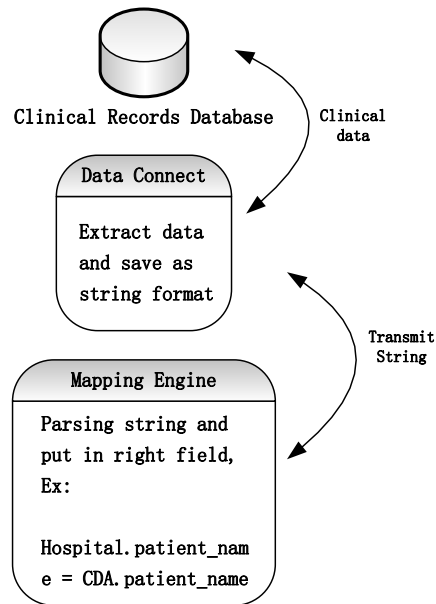 Clinical Records Database
Clinical
data
Data Connect
Extract data
and save as
string format
Transmit
String
Mapping Engine
Parsing string and
put in right field,
Ex:
Hospital.patient_nam
e = CDA.patient_name